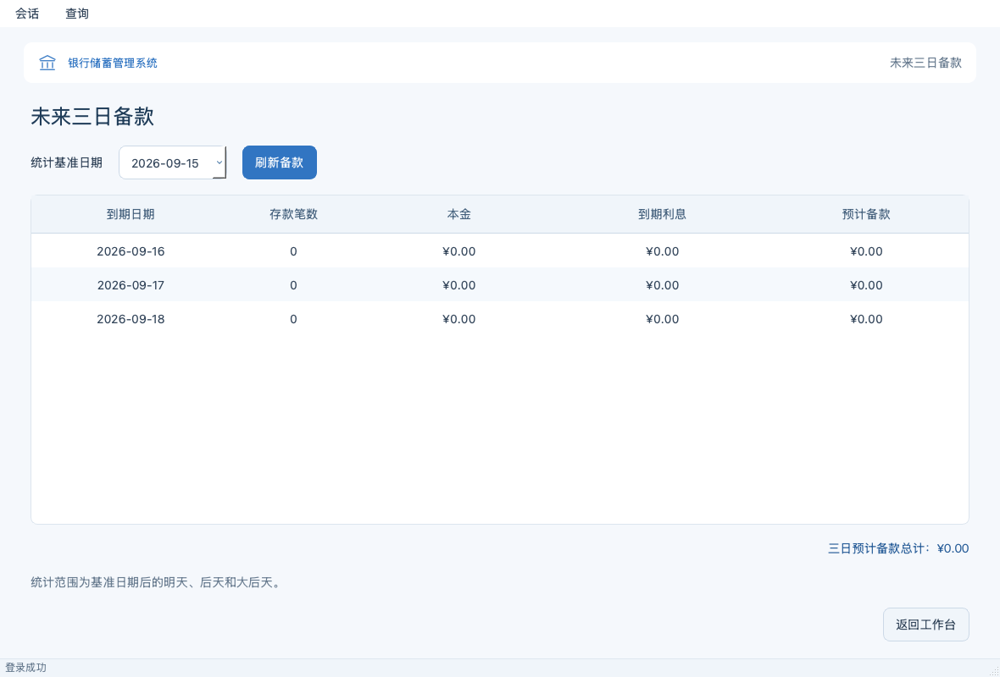 会话 查询
银行储蓄管理系统 未来三日备款
未来三日备款
统计基准日期 2026-09-15 刷新备款
到期日期 存款笔数 本金 到期利息 预计备款
2026-09-16 0 ¥0.00 ¥0.00 ¥0.00
2026-09-17 0 ¥0.00 ¥0.00 ¥0.00
2026-09-18 0 ¥0.00 ¥0.00 ¥0.00
三日预计备款总计：¥0.00
统计范围为基准日期后的明天、后天和大后天。
返回工作台
登录成功